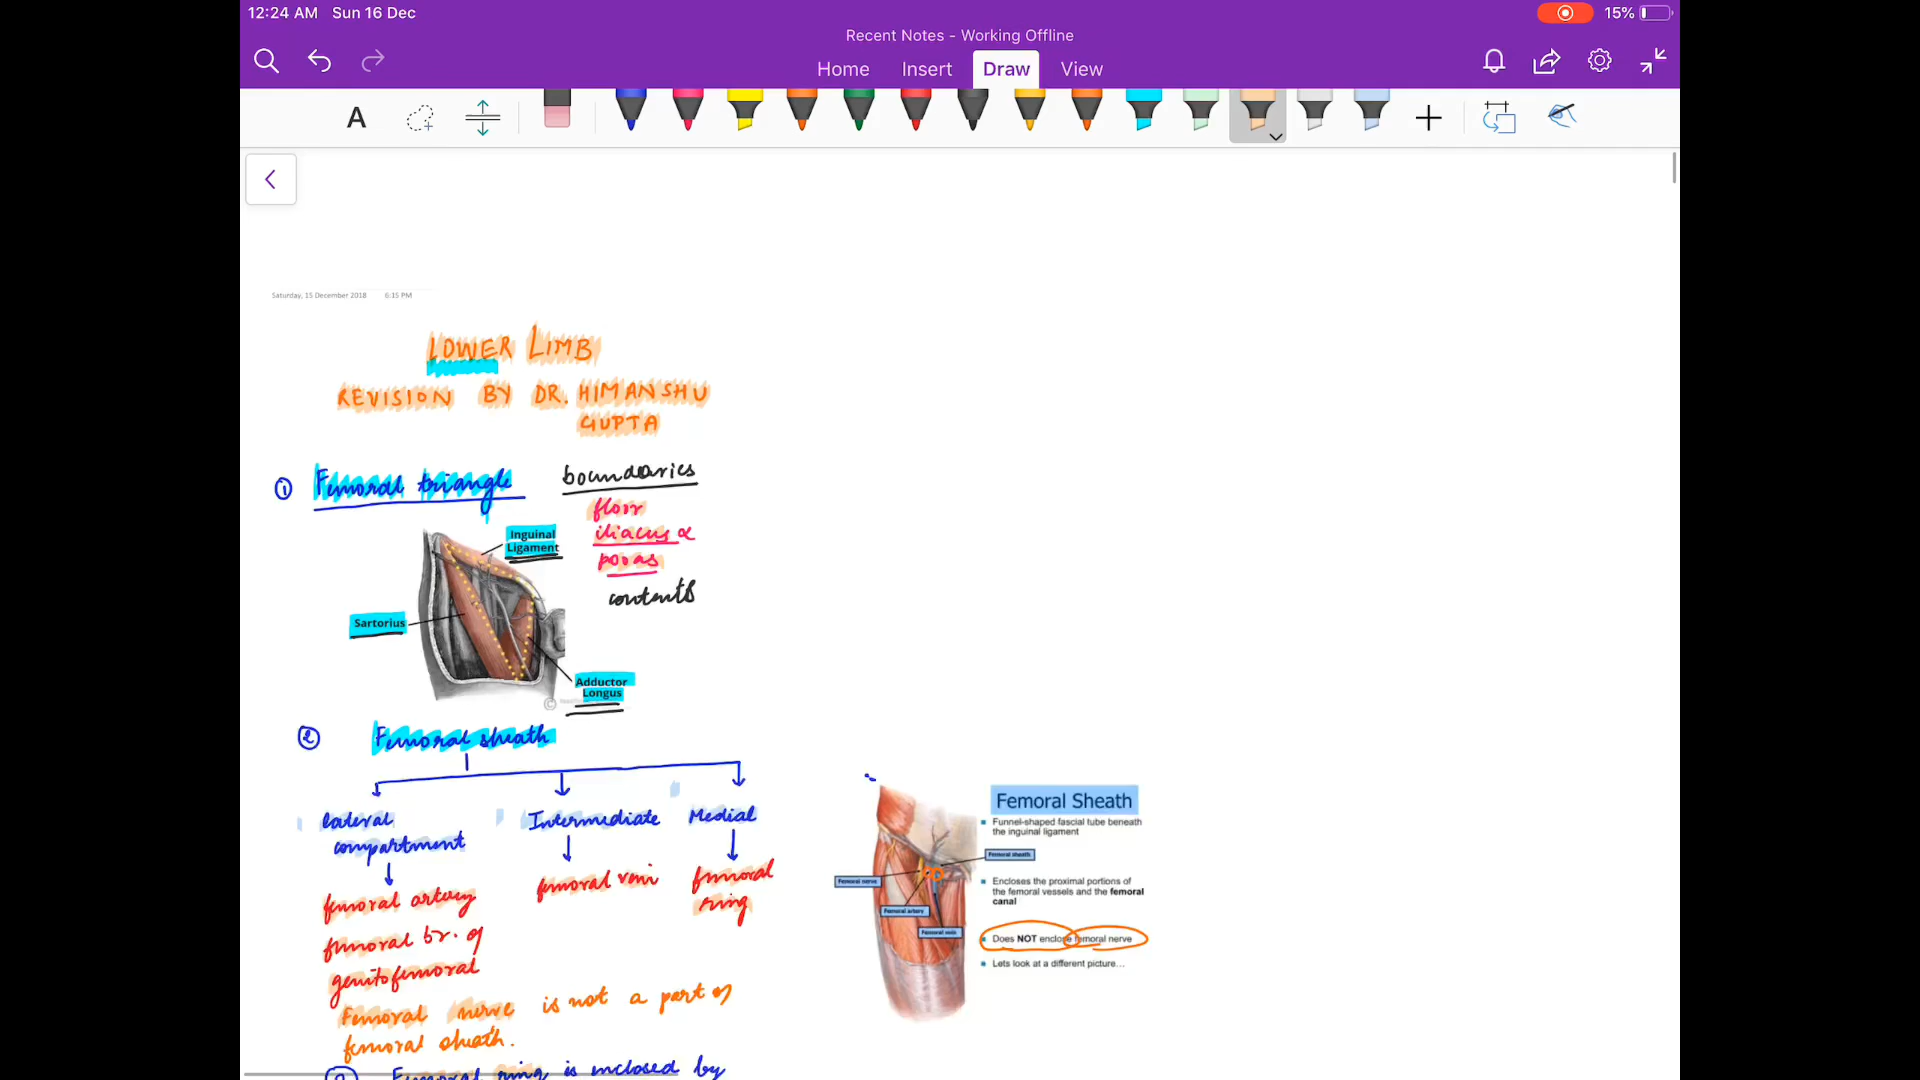 12:24 AM Sun 16 Dec
15%
Recent Notes - Working Offline
Home Insert Draw View
A
Saturday, 15 December 2018 6:15 PM
LOWER LIMB
REVISION BY DR. HIMANSHU
GUPTA
① Femoral triangle
boundaries
floor
iliacus &
psoas
contents
Inguinal
Ligament
Sartorius
Adductor
Longus
② Femoral sheath
lateral
compartment
Intermediate
Medial
femoral artery
femoral br. of
genitofemoral
femoral vein
femoral
ring
Femoral nerve is not a part of
femoral sheath.
Femoral ring is enclosed by
Femoral Sheath
Funnel-shaped fascial tube beneath
the inguinal ligament
Femoral sheath
Femoral nerve
Encloses the proximal portions of
the femoral vessels and the femoral
canal
Femoral artery
Femoral vein
Does NOT enclose femoral nerve
Lets look at a different picture...